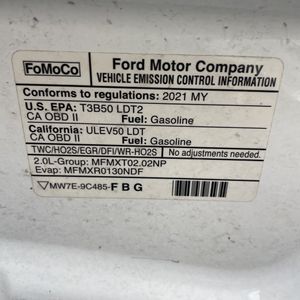 FoMoCo
Ford Motor Company
VEHICLE EMISSION CONTROL INFORMATION
Conforms to regulations: 2021 MY
U.S. EPA: T3B50 LDT2
CA OBD II Fuel: Gasoline
California: ULEV50 LDT
CA OBD II Fuel: Gasoline
TWC/HO2S/EGR/DFI/WR-HO2S No adjustments needed.
2.0L-Group: MFMXT02.02NP
Evap: MFMXR0130NDF
MW7E-9C485-FBG